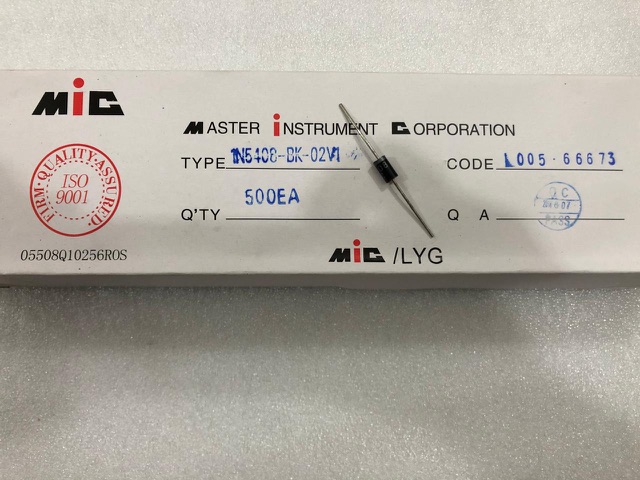 MiC
MASTER iNSTRUMENT CORPORATION
TYPE 1N5408-BK-02V1
CODE L005-66673
FIRM·QUALITY·ASSURED·
ISO
9001
Q'TY 500EA
Q A
QC
PASS
05508Q10256R0S
MiC /LYG